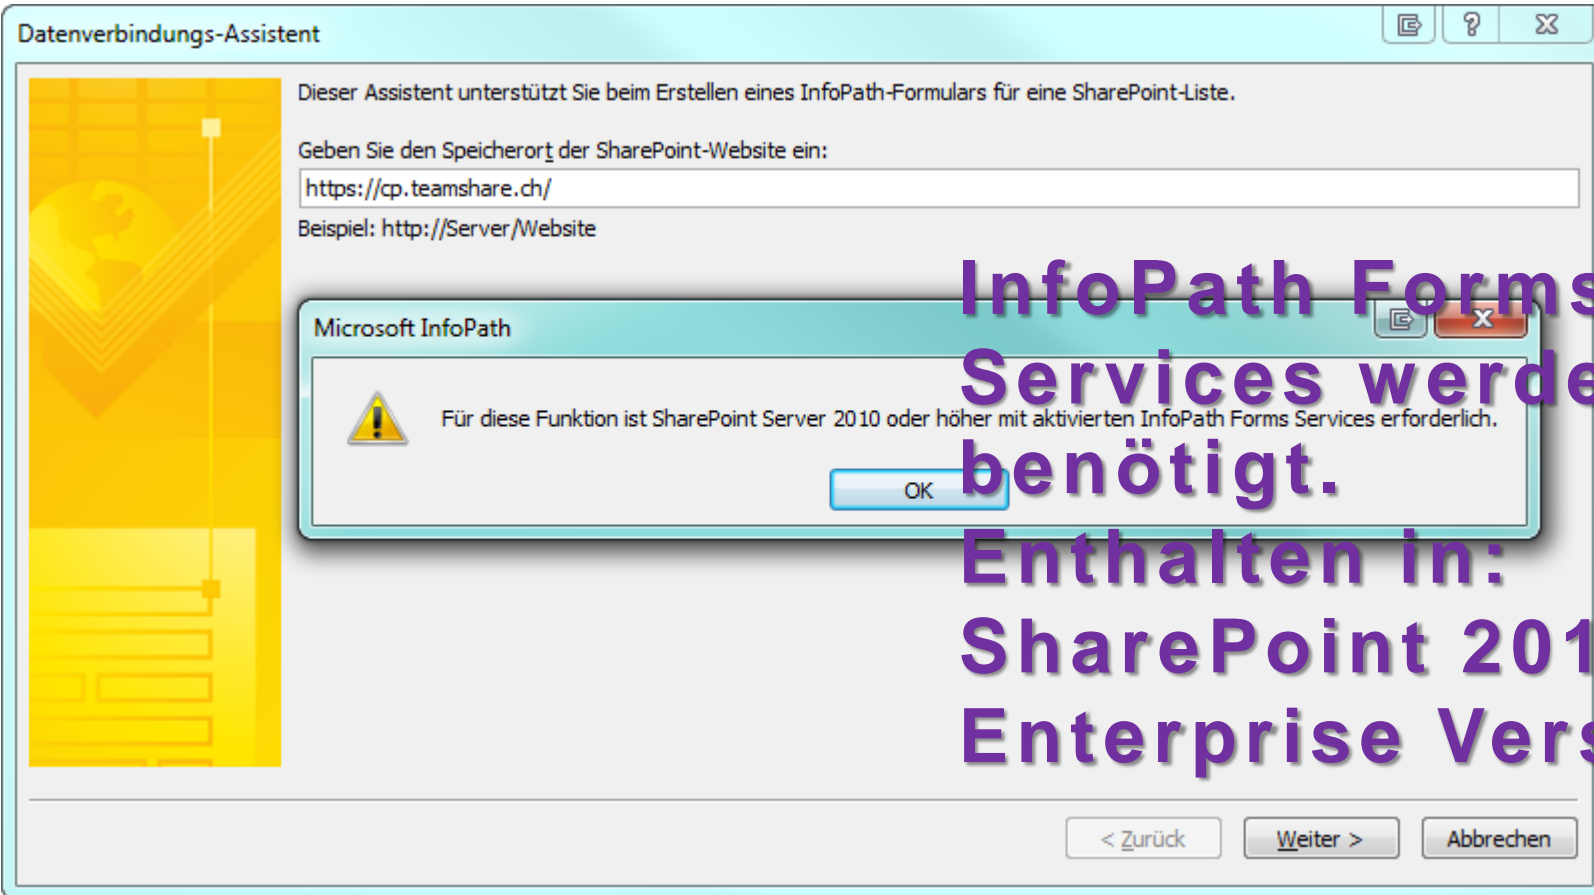 Datenverbindungs-Assistent
Dieser Assistent unterstützt Sie beim Erstellen eines InfoPath-Formulars für eine SharePoint-Liste.
Geben Sie den Speicherort der SharePoint-Website ein:
https://cp.teamshare.ch/
Beispiel: http://Server/Website
Microsoft InfoPath
Für diese Funktion ist SharePoint Server 2010 oder höher mit aktivierten InfoPath Forms Services erforderlich.
OK
InfoPath Forms
Services werde
benötigt.
Enthalten in:
SharePoint 201
Enterprise Vers
< Zurück
Weiter >
Abbrechen